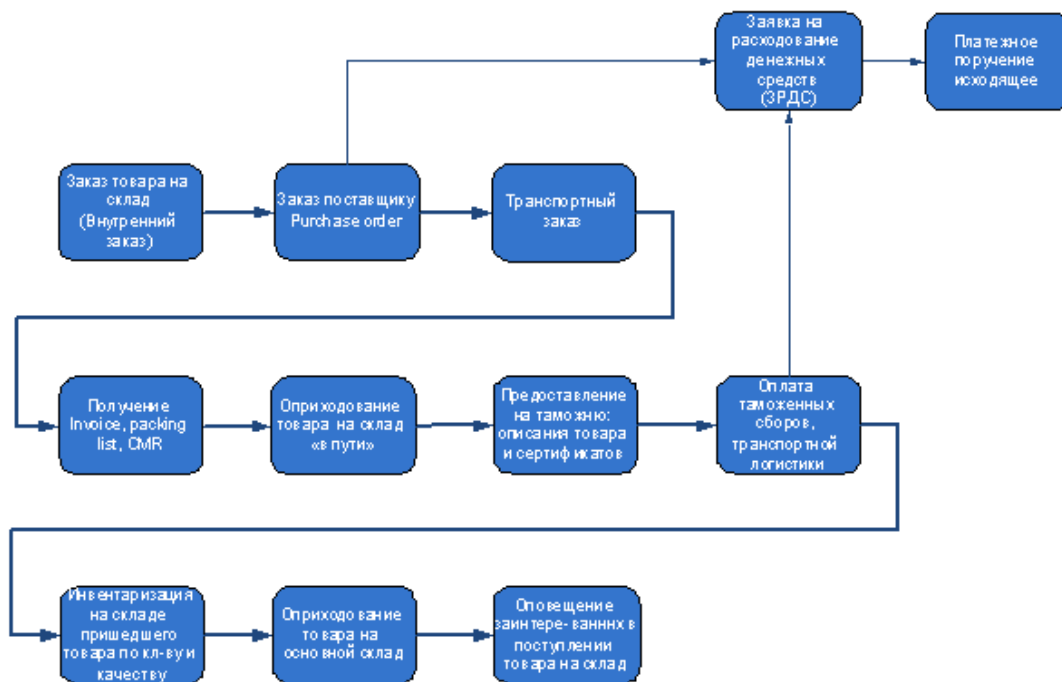 Заявка на
расходование
денежных
средств
(ЗРДС)
Платежное
поручение
исходящее
Заказ товара на
склад
(Внутренний
заказ)
Заказ поставщику
Purchase order
Транспортный
заказ
Получение
Invoice, packing
list, CMR
Оприходование
товара на склад
«в пути»
Предоставление
на таможню:
описания товара
и сертификатов
Оплата
таможенных
сборов,
транспортной
логистики
Инвентаризация
на складе
пришедшего
товара по кл-ву и
качеству
Оприходование
товара на
основной склад
Оповещение
заинтере-ванннх в
поступлении
товара на склад